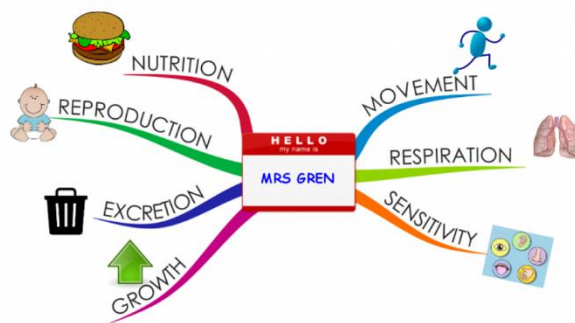 NUTRITION
REPRODUCTION
EXCRETION
GROWTH
HELLO
my name is
MRS GREN
MOVEMENT
RESPIRATION
SENSITIVITY